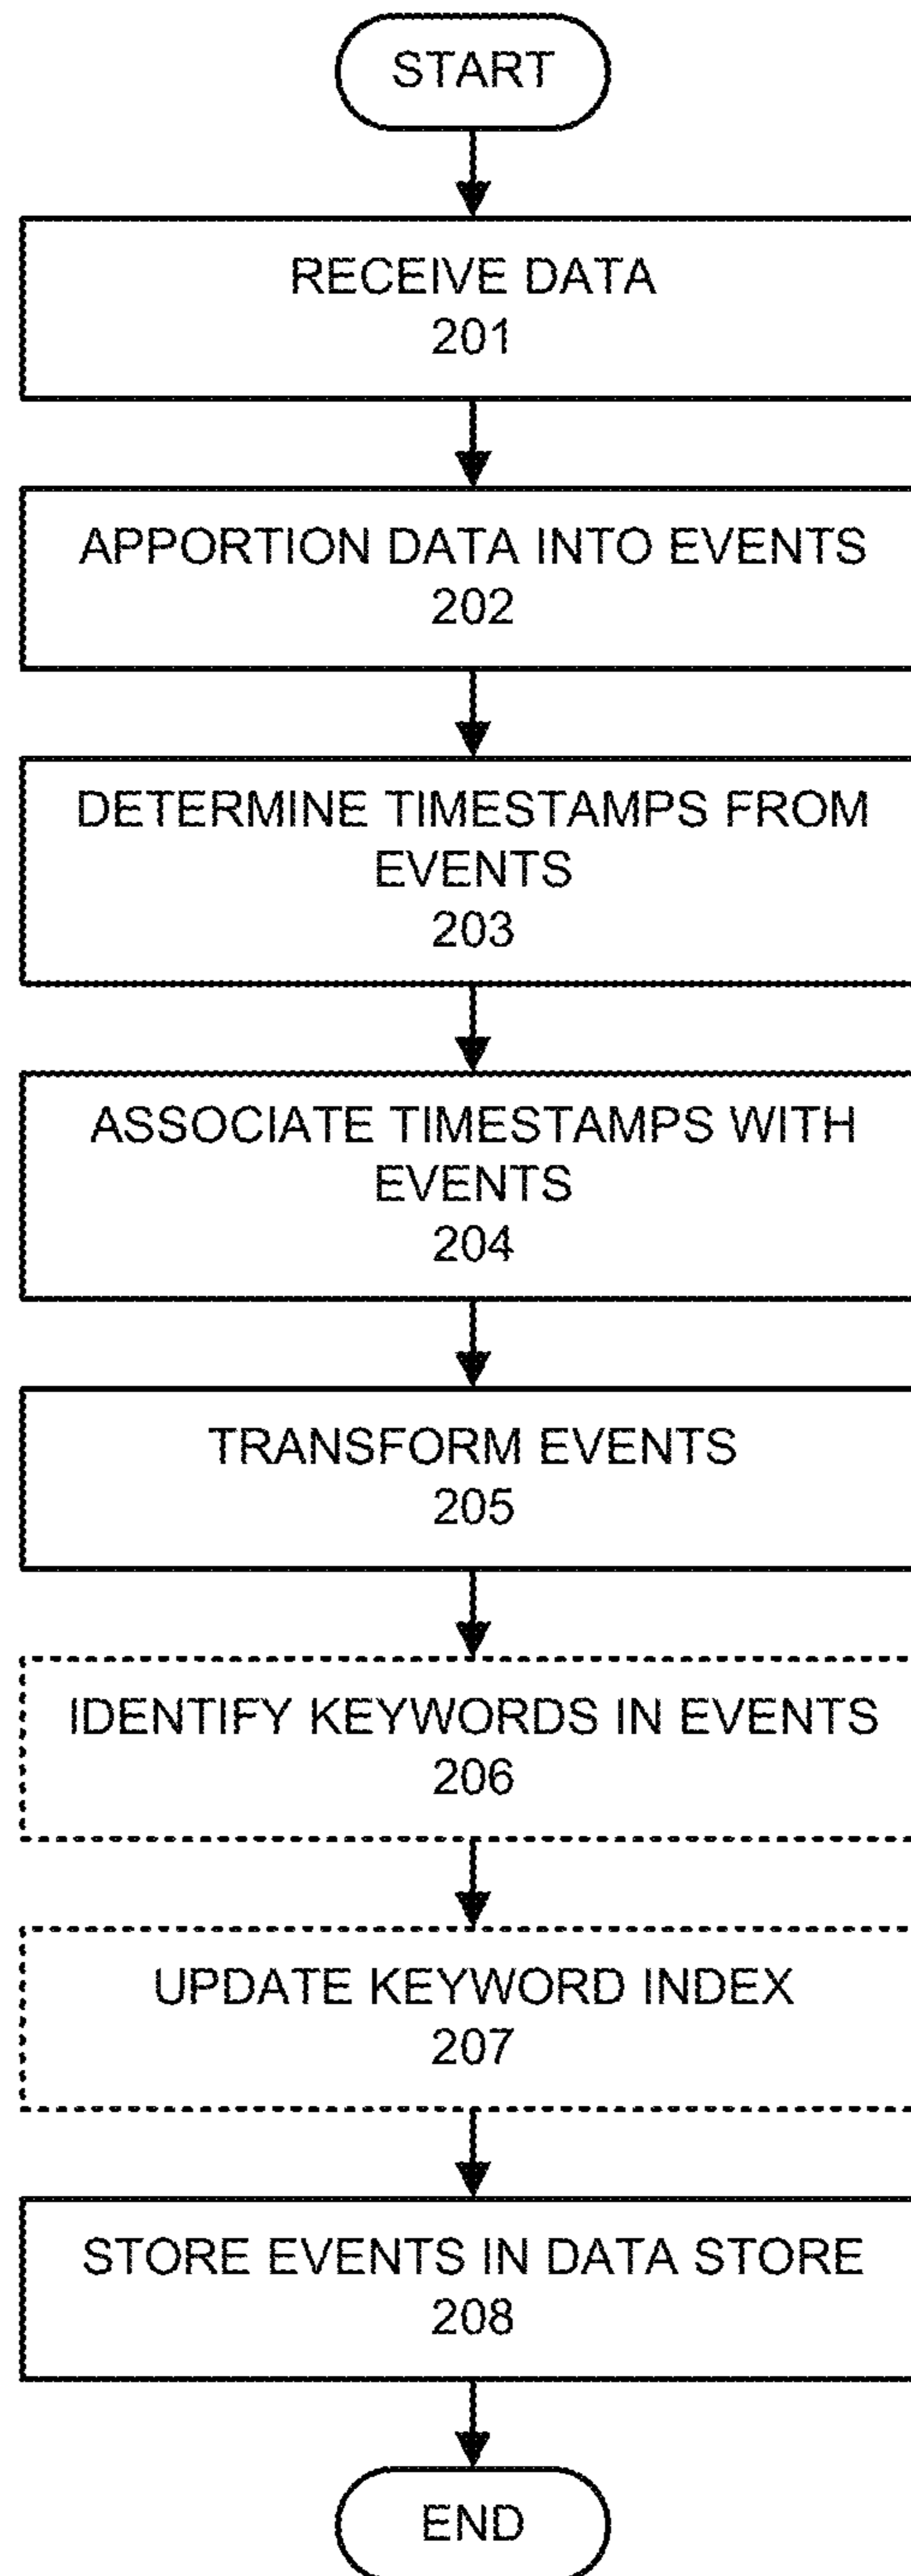 START
RECEIVE DATA
201
APPORTION DATA INTO EVENTS
202
DETERMINE TIMESTAMPS FROM
EVENTS
203
ASSOCIATE TIMESTAMPS WITH
EVENTS
204
TRANSFORM EVENTS
205
IDENTIFY KEYWORDS IN EVENTS
206
UPDATE KEYWORD INDEX
207
STORE EVENTS IN DATA STORE
208
END